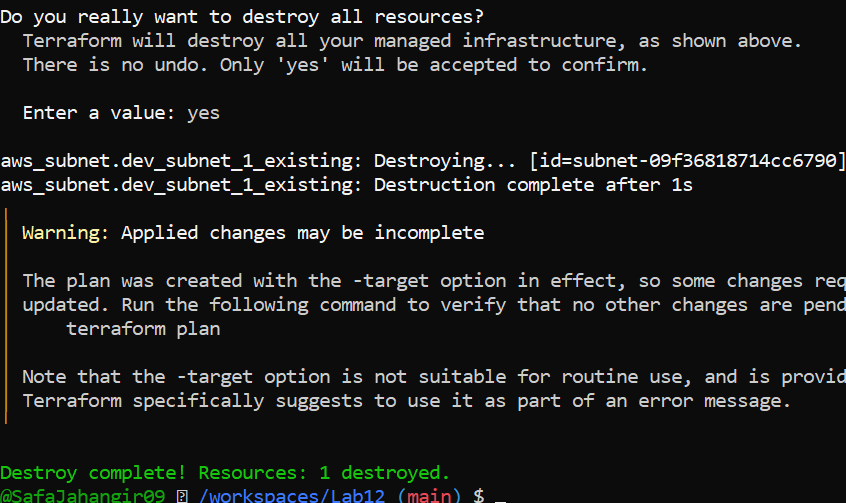 Do you really want to destroy all resources?
Terraform will destroy all your managed infrastructure, as shown above.
There is no undo. Only 'yes' will be accepted to confirm.
Enter a value: yes
aws_subnet.dev_subnet_1_existing: Destroying... [id=subnet-09f36818714cc6790]
aws_subnet.dev_subnet_1_existing: Destruction complete after 1s
Warning: Applied changes may be incomplete
The plan was created with the -target option in effect, so some changes req
updated. Run the following command to verify that no other changes are pend
terraform plan
Note that the -target option is not suitable for routine use, and is provid
Terraform specifically suggests to use it as part of an error message.
Destroy complete! Resources: 1 destroyed.
@SafaJahangir09 /workspaces/Lab12 (main) $ _